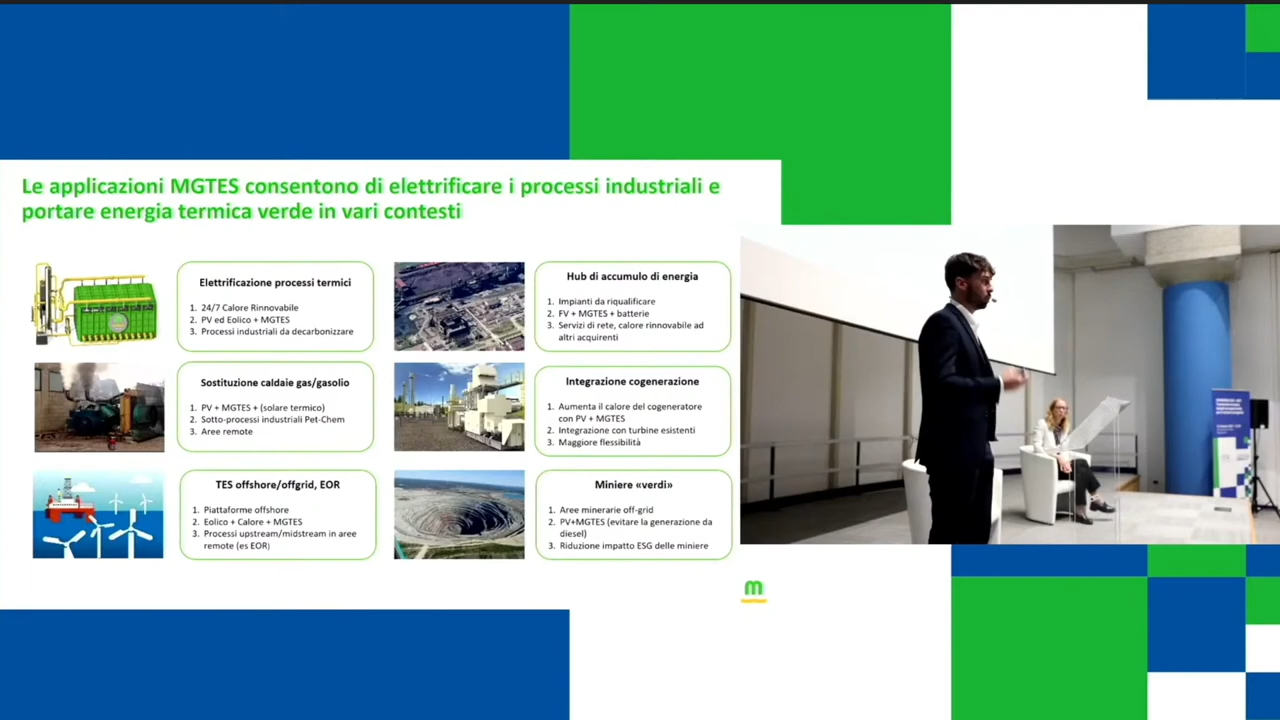 Le applicazioni MGTES consentono di elettrificare i processi industriali e
portare energia termica verde in vari contesti
Elettrificazione processi termici
1. 24/7 Calore Rinnovabile
2. PV ed Eolico + MGTES
3. Processi industriali da decarbonizzare
Hub di accumulo di energia
1. Impianti da riqualificare
2. FV + MGTES + batterie
3. Servizi di rete, calore rinnovabile ad
altri acquirenti
Sostituzione caldaie gas/gasolio
1. PV + MGTES + (solare termico)
2. Sotto-processi industriali Pet-Chem
3. Aree remote
Integrazione cogenerazione
1. Aumenta il calore del cogeneratore
con PV + MGTES
2. Integrazione con turbine esistenti
3. Maggiore flessibilità
TES offshore/offgrid, EOR
1. Piattaforme offshore
2. Eolico + Calore + MGTES
3. Processi upstream/midstream in aree
remote (es EOR)
Miniere «verdi»
1. Aree minerarie off-grid
2. PV+MGTES (evitare la generazione da
diesel)
3. Riduzione impatto ESG delle miniere
m